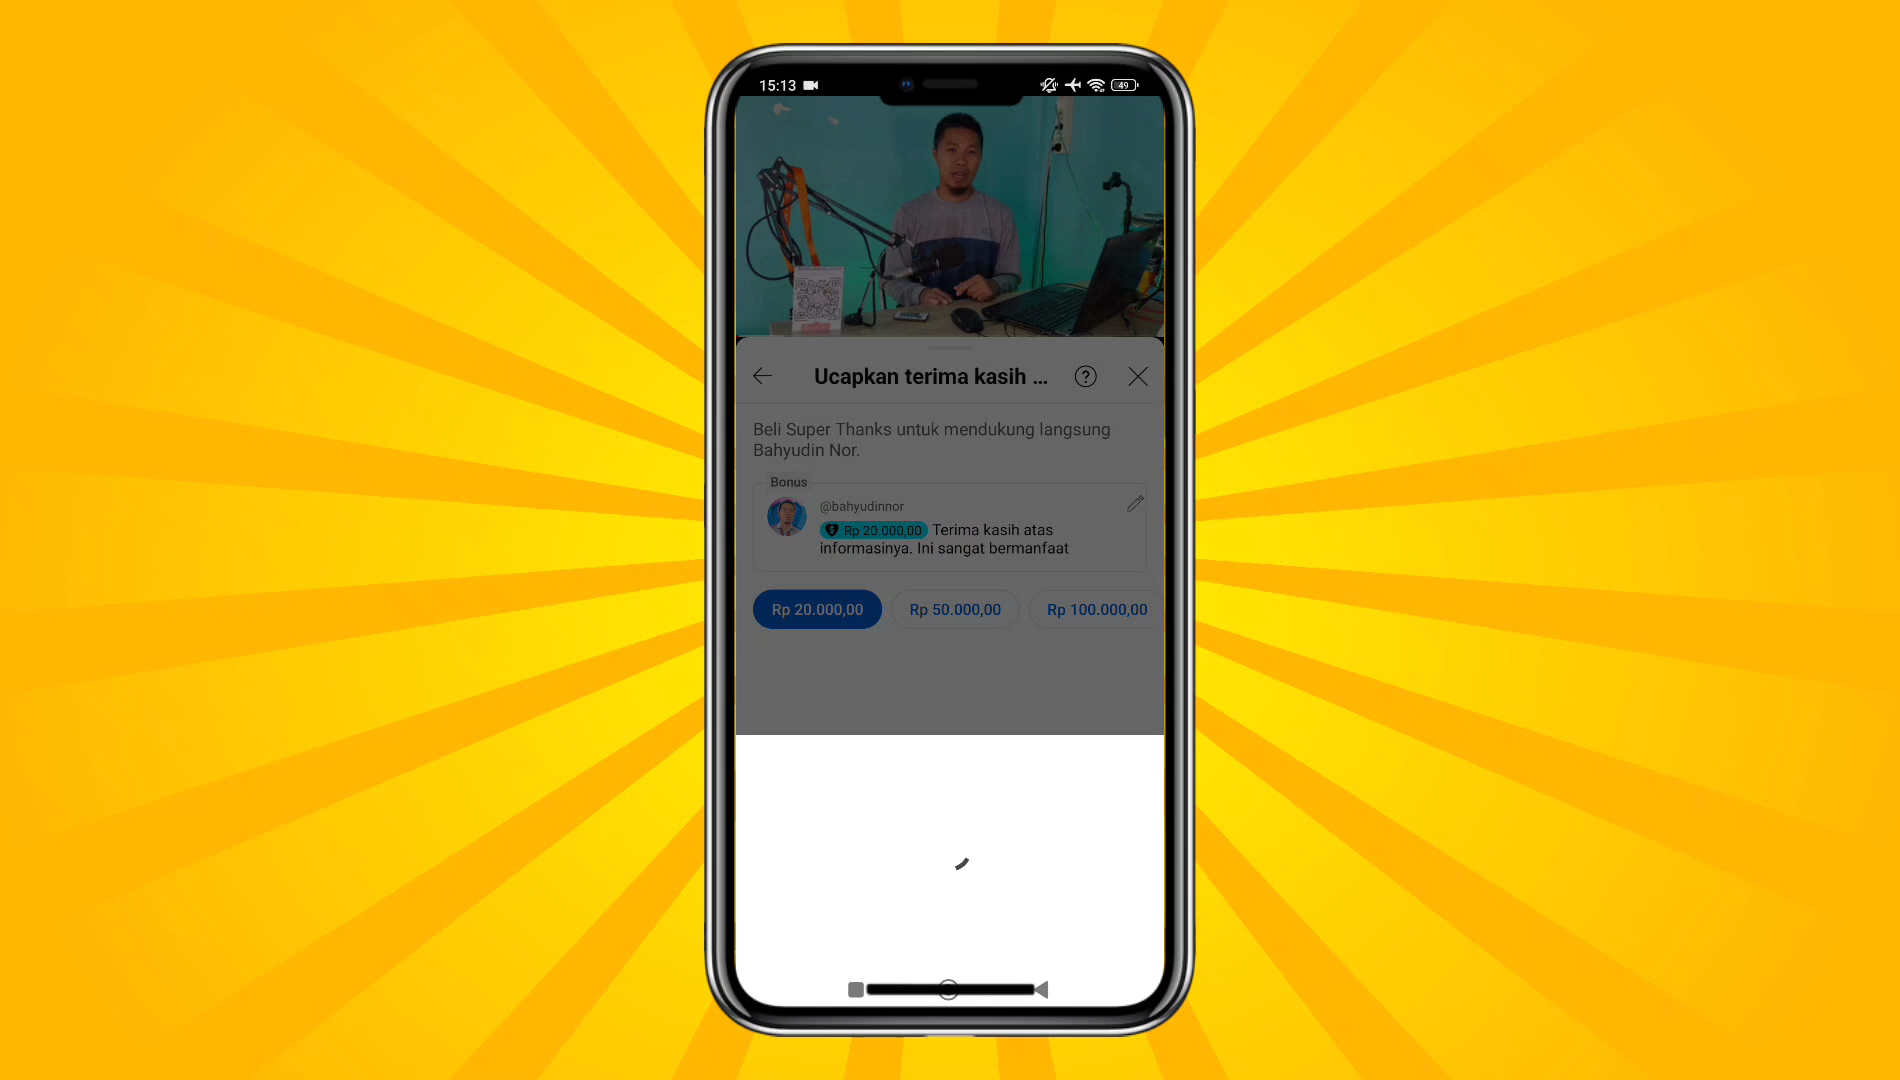 15:13
49
Ucapkan terima kasih ...
Beli Super Thanks untuk mendukung langsung
Bahyudin Nor.
Bonus
@bahyudinnor
Rp 20.000,00 Terima kasih atas
informasinya. Ini sangat bermanfaat
Rp 20.000,00
Rp 50.000,00
Rp 100.000,00